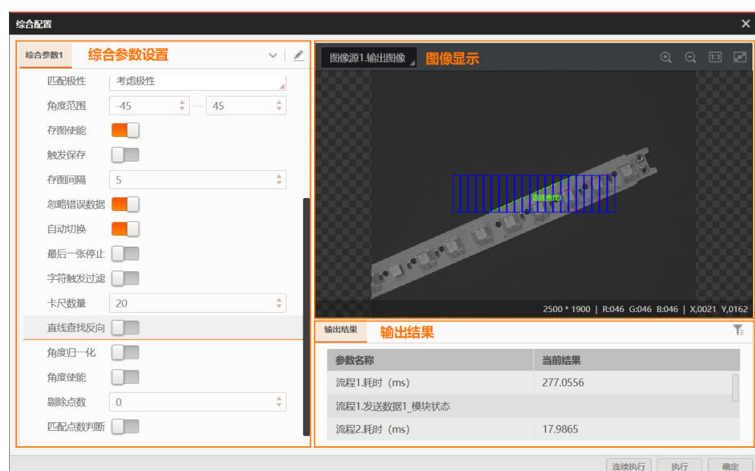 综合配置
综合参数1 综合参数设置
匹配极性 考虑极性
角度范围 -45 — 45
存图使能
触发保存
存图间隔 5
忽略错误数据
自动切换
最后一张停止
字符触发过滤
卡尺数量 20
直线查找反向
角度归一化
角度使能
剔除点数 0
匹配点数判断
图像源1.输出图像 图像显示
1:1
2500 * 1900 | R:046 G:046 B:046 | X,0021 Y,0162
输出结果 输出结果
参数名称 当前结果
流程1.耗时（ms） 277.0556
流程1.发送数据1_模块状态
流程2.耗时（ms） 17.9865
连续执行 执行 确定